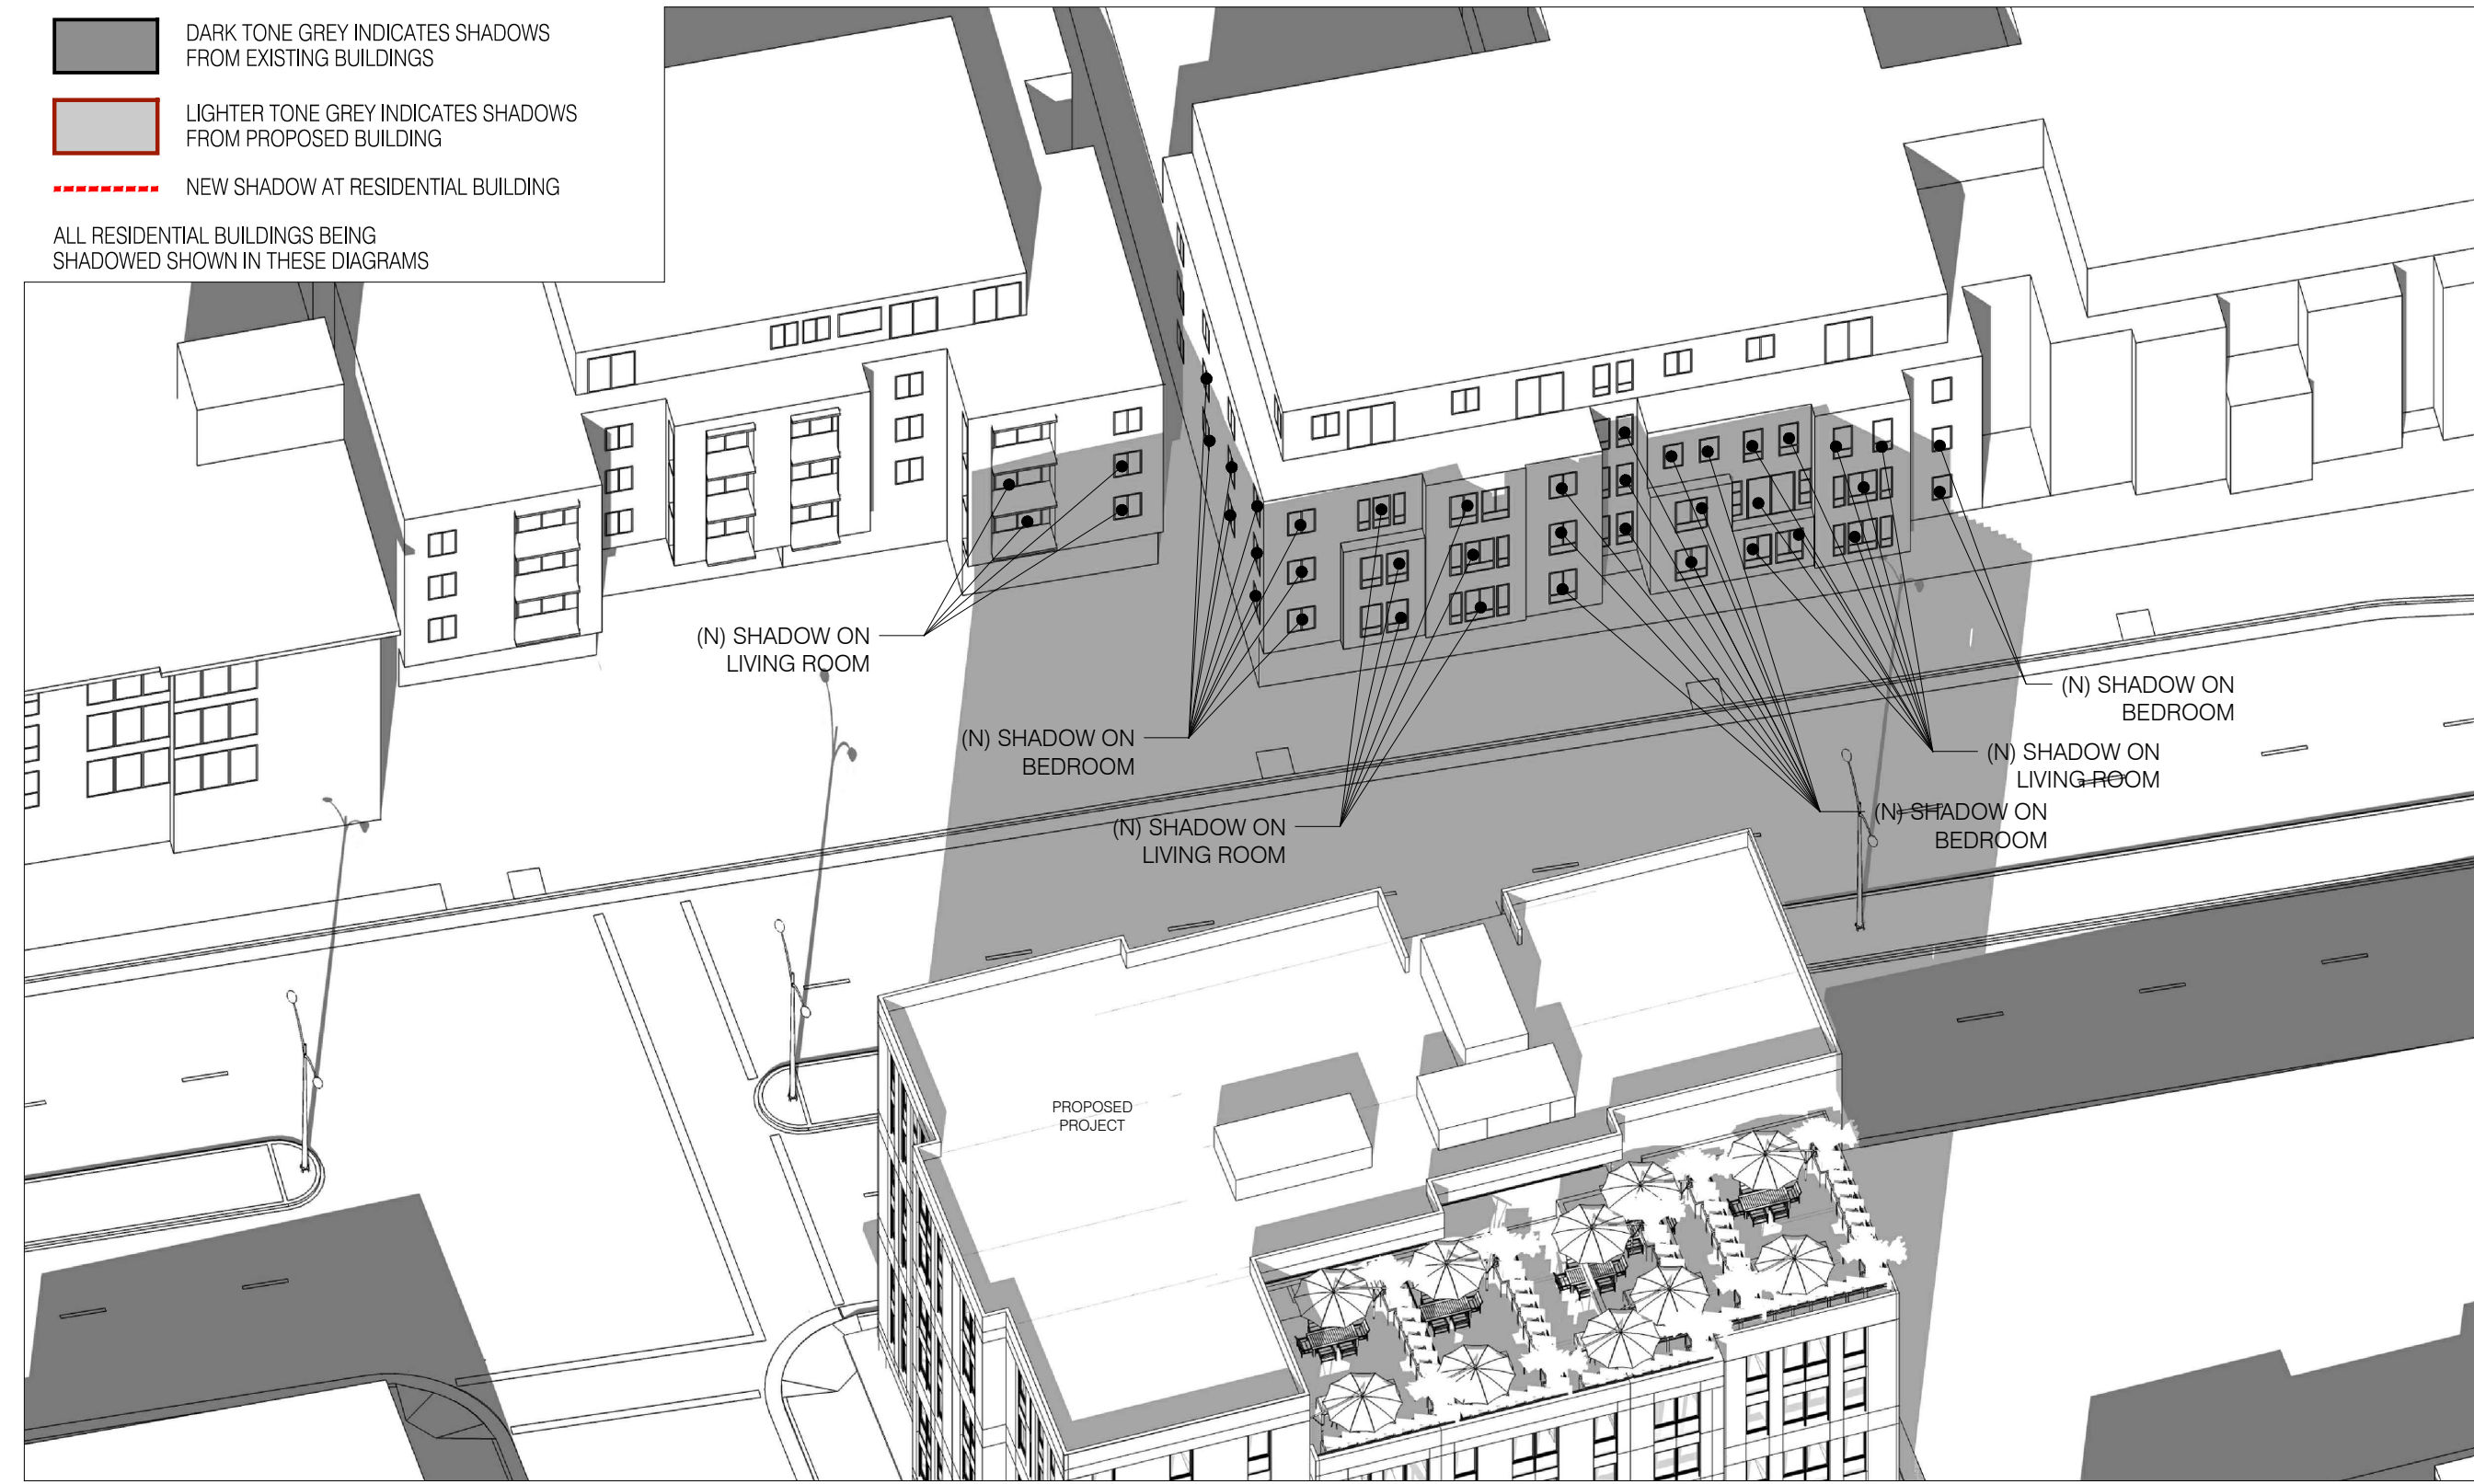 DARK TONE GREY INDICATES SHADOWS
FROM EXISTING BUILDINGS
LIGHTER TONE GREY INDICATES SHADOWS
FROM PROPOSED BUILDING
NEW SHADOW AT RESIDENTIAL BUILDING
ALL RESIDENTIAL BUILDINGS BEING
SHADOWED SHOWN IN THESE DIAGRAMS
(N) SHADOW ON
LIVING ROOM
(N) SHADOW ON
BEDROOM
(N) SHADOW ON
LIVING ROOM
(N) SHADOW ON
BEDROOM
(N) SHADOW ON
LIVING ROOM
(N) SHADOW ON
BEDROOM
PROPOSED
PROJECT